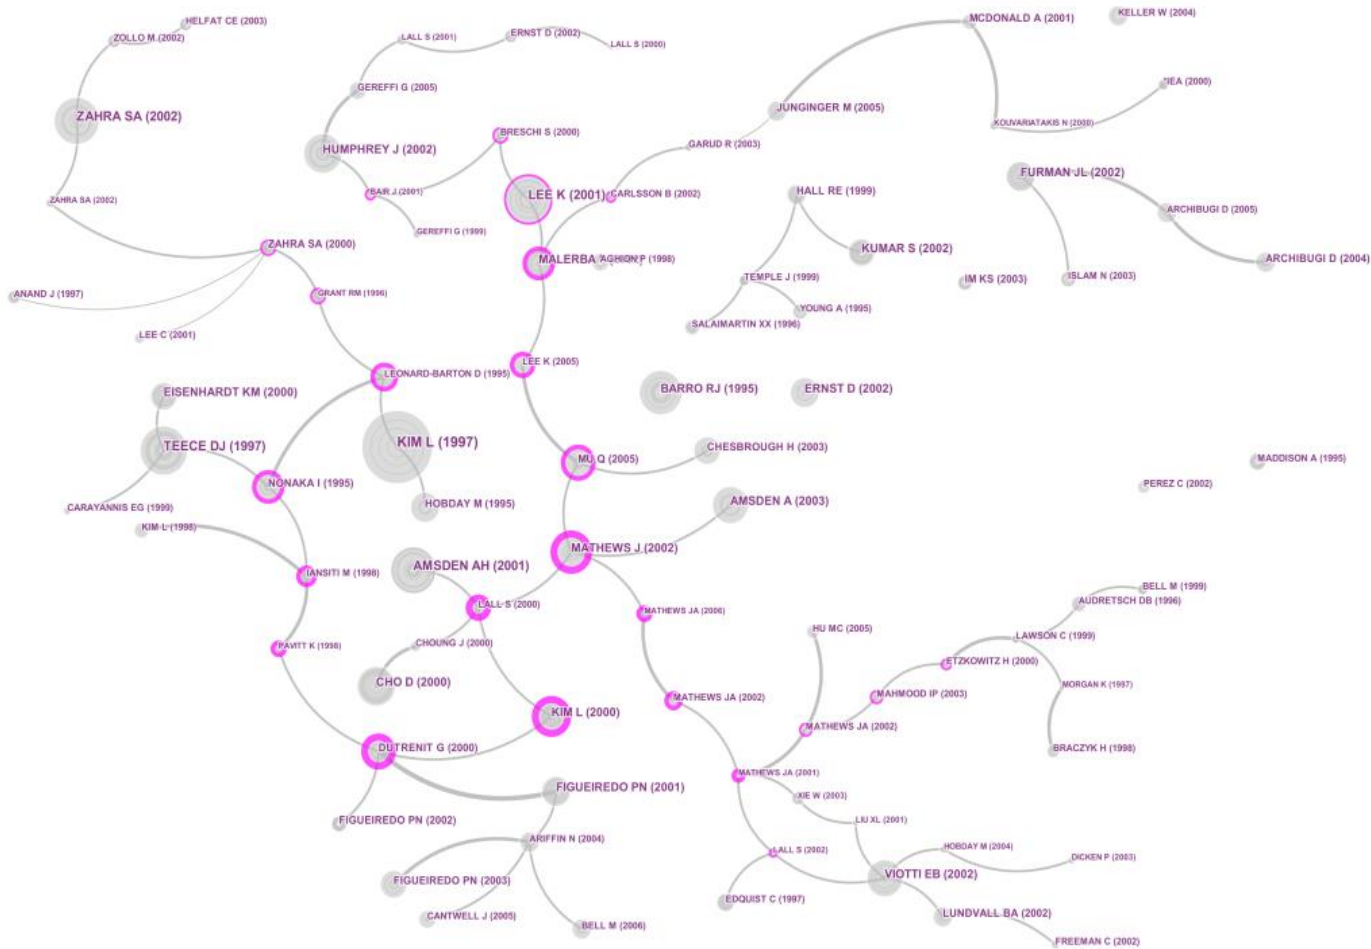 KELLER W (2004)
HELFAT CE (2003)
MCDONALD A (2001)
ZOLLO M (2002)
LALL S (2001)
ERNST D (2002)
LALL S (2000)
GEREFFI G (2005)
IEA (2000)
JUNGINGER M (2005)
ZAHRA SA (2002)
KOUVARIATAKIS N (2000)
BRESCHI S (2000)
HUMPHREY J (2002)
GARUD R (2003)
FURMAN JL (2002)
BAIR J (2001)
HALL RE (1999)
LEE K (2001)
CARLSSON B (2002)
ZAHRA SA (2002)
ARCHIBUGI D (2005)
GEREFFI G (1999)
ZAHRA SA (2000)
KUMAR S (2002)
MALERBA
AGHION P (1998)
ARCHIBUGI D (2004)
TEMPLE J (1999)
IM KS (2003)
ISLAM N (2003)
GRANT RM (1996)
ANAND J (1997)
YOUNG A (1995)
SALAIMARTIN XX (1996)
LEE C (2001)
LEE K (2005)
LEONARD-BARTON D (1995)
BARRO RJ (1995)
ERNST D (2002)
EISENHARDT KM (2000)
KIM L (1997)
TEECE DJ (1997)
CHESBROUGH H (2003)
MU Q (2005)
MADDISON A (1995)
NONAKA I (1995)
PEREZ C (2002)
HOBDAY M (1995)
AMSDEN A (2003)
CARAYANNIS EG (1999)
KIM L (1998)
MATHEWS J (2002)
AMSDEN AH (2001)
IANSITI M (1998)
BELL M (1999)
AUDRETSCH DB (1996)
LALL S (2000)
MATHEWS JA (2006)
HU MC (2005)
LAWSON C (1999)
CHOUNG J (2000)
PAVITT K (1998)
ETZKOWITZ H (2000)
CHO D (2000)
MORGAN K (1997)
MAHMOOD IP (2003)
MATHEWS JA (2002)
KIM L (2000)
MATHEWS JA (2002)
DUTRENIT G (2000)
BRACZYK H (1998)
MATHEWS JA (2001)
FIGUEIREDO PN (2001)
XIE W (2003)
FIGUEIREDO PN (2002)
LIU XL (2001)
ARIFFIN N (2004)
HOBDAY M (2004)
LALL S (2002)
DICKEN P (2003)
VIOTTI EB (2002)
FIGUEIREDO PN (2003)
EDQUIST C (1997)
LUNDVALL BA (2002)
CANTWELL J (2005)
BELL M (2006)
FREEMAN C (2002)